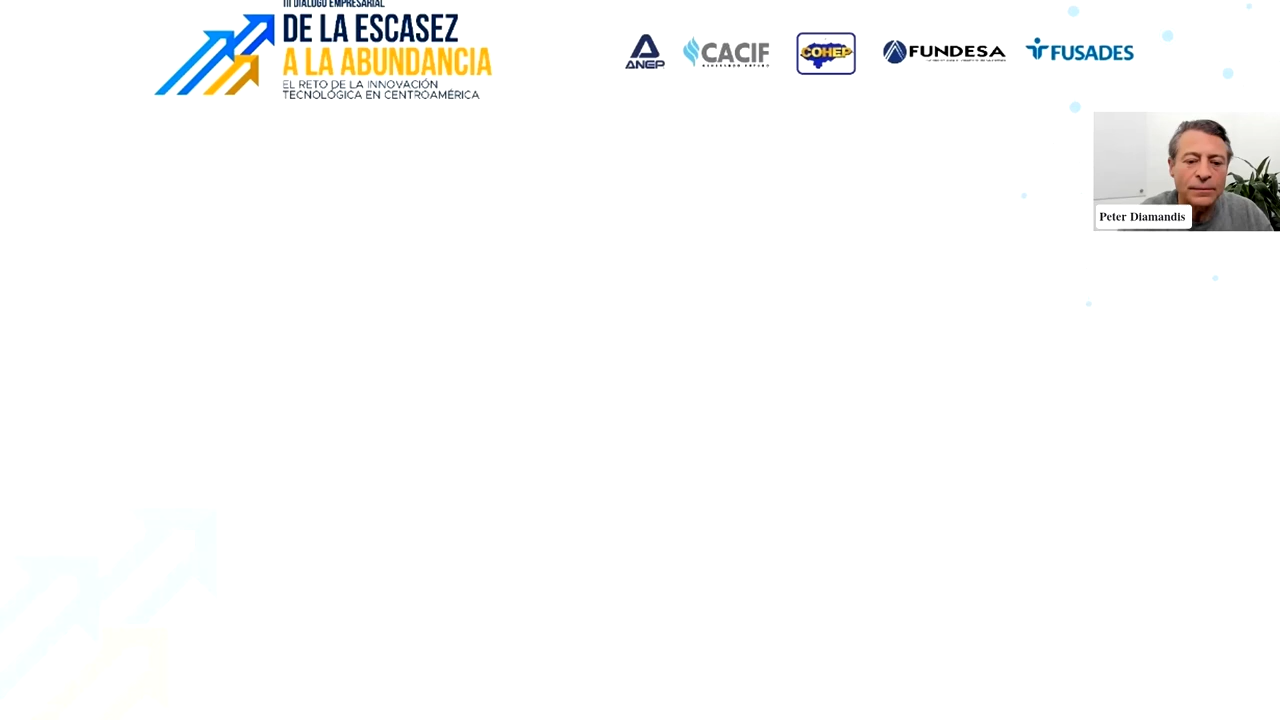 III DIÁLOGO EMPRESARIAL
DE LA ESCASEZ
A LA ABUNDANCIA
EL RETO DE LA INNOVACIÓN
TECNOLÓGICA EN CENTROAMÉRICA
ANEP
CACIF
COHEP
FUNDESA
FUSADES
Peter Diamandis